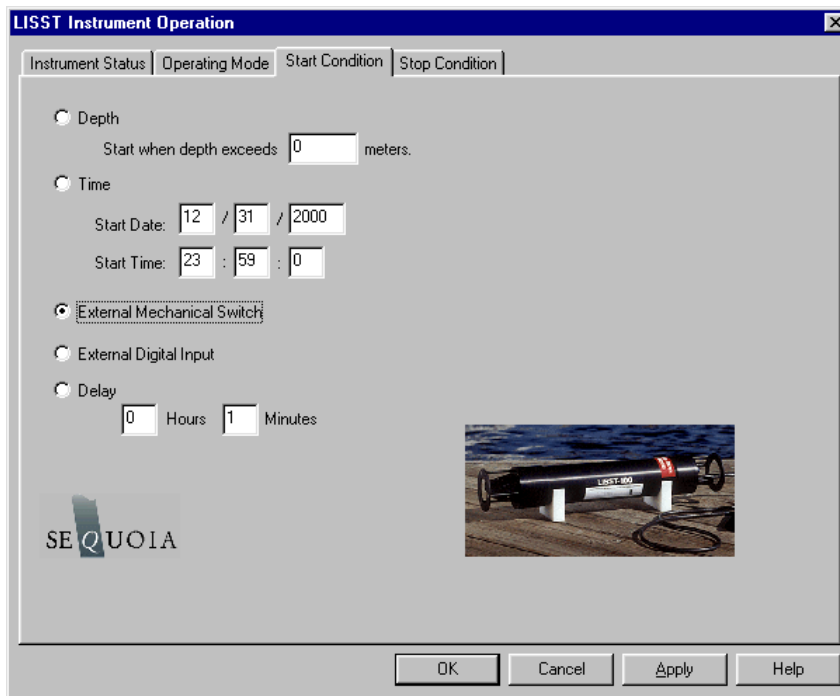 LISST Instrument Operation
Instrument Status Operating Mode Start Condition Stop Condition
Depth
Start when depth exceeds 0 meters.
Time
Start Date: 12 / 31 / 2000
Start Time: 23 : 59 : 0
External Mechanical Switch
External Digital Input
Delay
0 Hours 1 Minutes
LISST-100
SEQUOIA
OK Cancel Apply Help